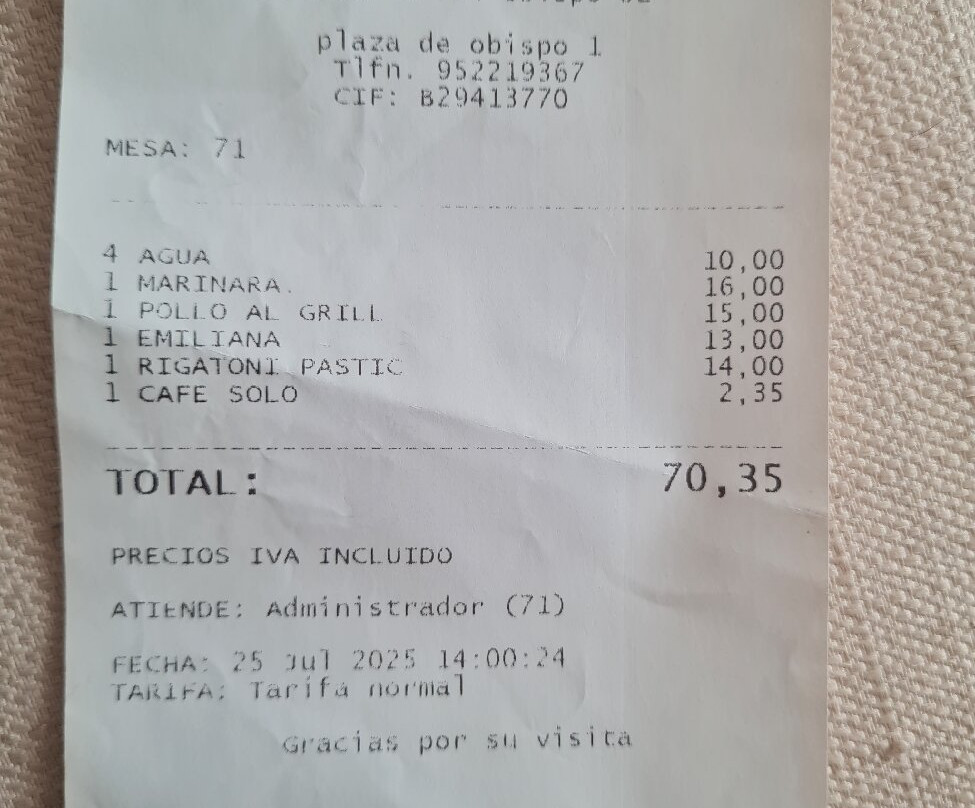 plaza de obispo 1
Tlfn. 952219367
CIF: B29413770
MESA: 71
4 AGUA 10,00
1 MARINARA. 16,00
1 POLLO AL GRILL 15,00
1 EMILIANA 13,00
1 RIGATONI PASTIC 14,00
1 CAFE SOLO 2,35
TOTAL: 70,35
PRECIOS IVA INCLUIDO
ATIENDE: Administrador (71)
FECHA: 25 Jul 2025 14:00:24
TARIFA: Tarifa normal
Gracias por su visita